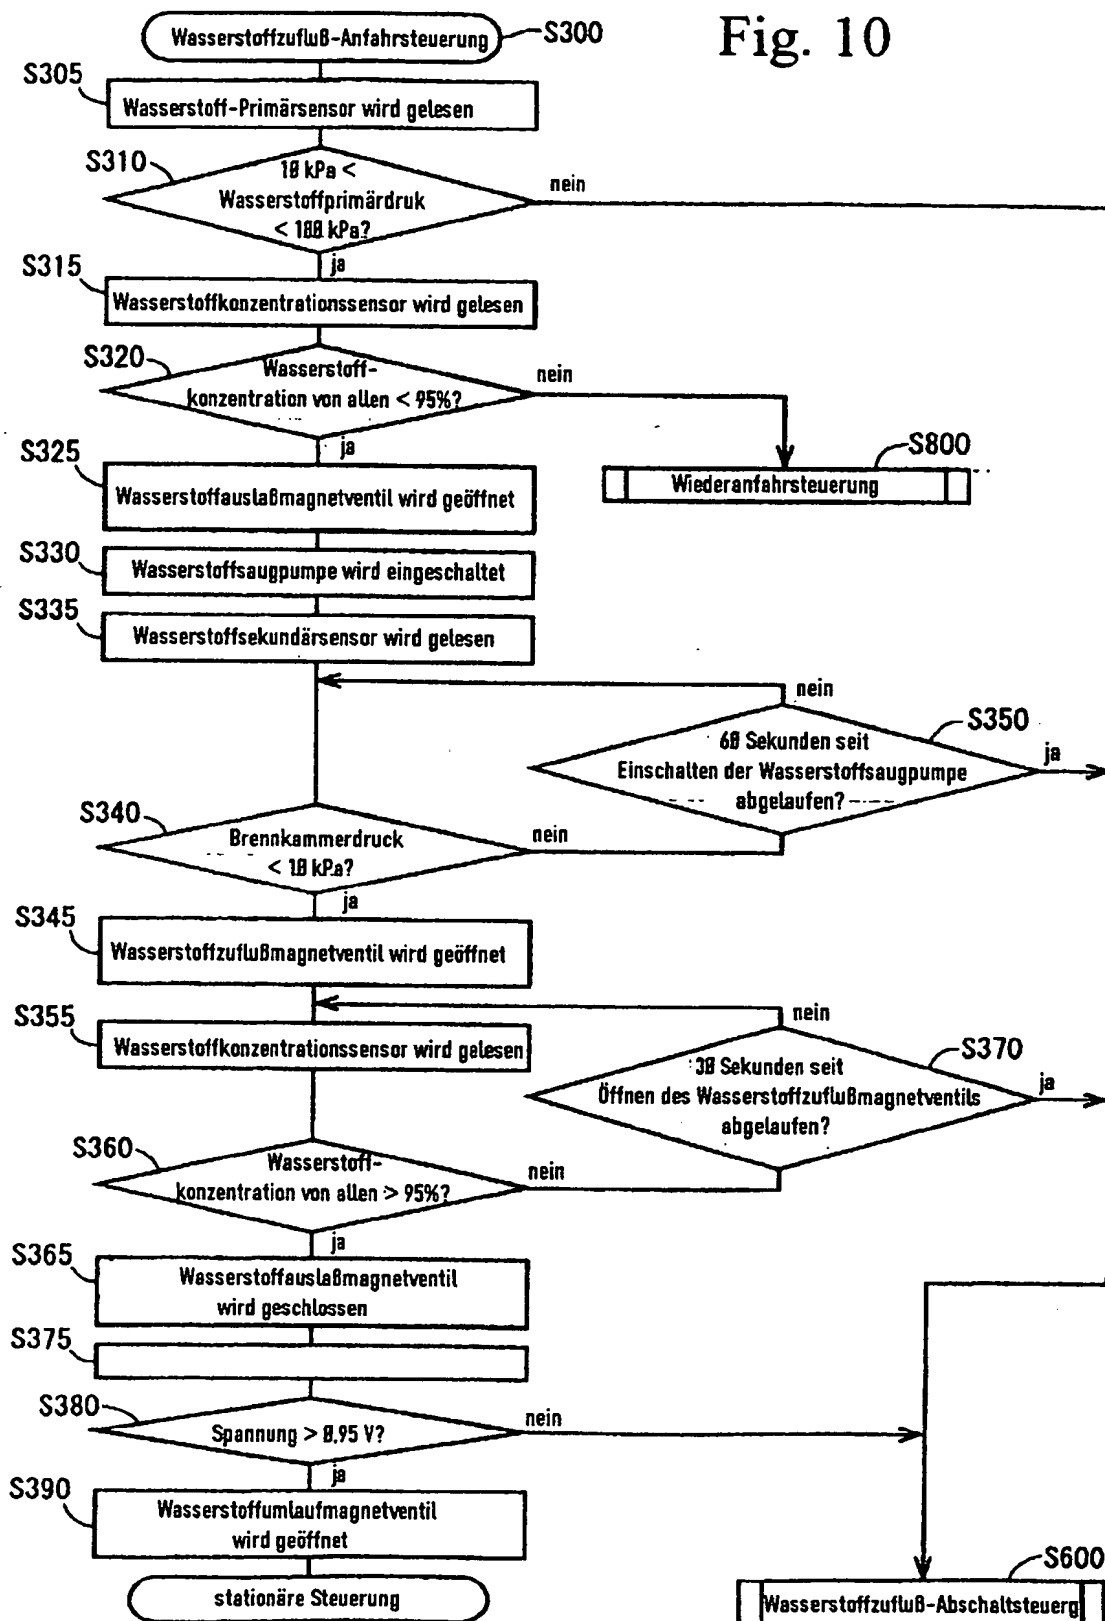 Fig. 10
Wasserstoffzufluß-Anfahrsteuerung
S300
S305
Wasserstoff-Primärsensor wird gelesen
S310
10 kPa <
Wasserstoffprimärdruk
< 100 kPa?
nein
ja
S315
Wasserstoffkonzentrationssensor wird gelesen
S320
Wasserstoff-
konzentration von allen < 95%?
nein
ja
S800
Wiederanfahrsteuerung
S325
Wasserstoffauslaßmagnetventil wird geöffnet
S330
Wasserstoffsaugpumpe wird eingeschaltet
S335
Wasserstoffsekundärsensor wird gelesen
nein
S350
60 Sekunden seit
Einschalten der Wasserstoffsaugpumpe
abgelaufen?
ja
S340
Brennkammerdruck
< 10 kPa?
nein
ja
S345
Wasserstoffzuflußmagnetventil wird geöffnet
S355
Wasserstoffkonzentrationssensor wird gelesen
nein
S370
30 Sekunden seit
Öffnen des Wasserstoffzuflußmagnetventils
abgelaufen?
ja
S360
Wasserstoff-
konzentration von allen > 95%?
nein
ja
S365
Wasserstoffauslaßmagnetventil
wird geschlossen
S375
S380
Spannung > 0,95 V?
nein
ja
S390
Wasserstoffumlaufmagnetventil
wird geöffnet
stationäre Steuerung
S600
Wasserstoffzufluß-Abschaltsteuerg